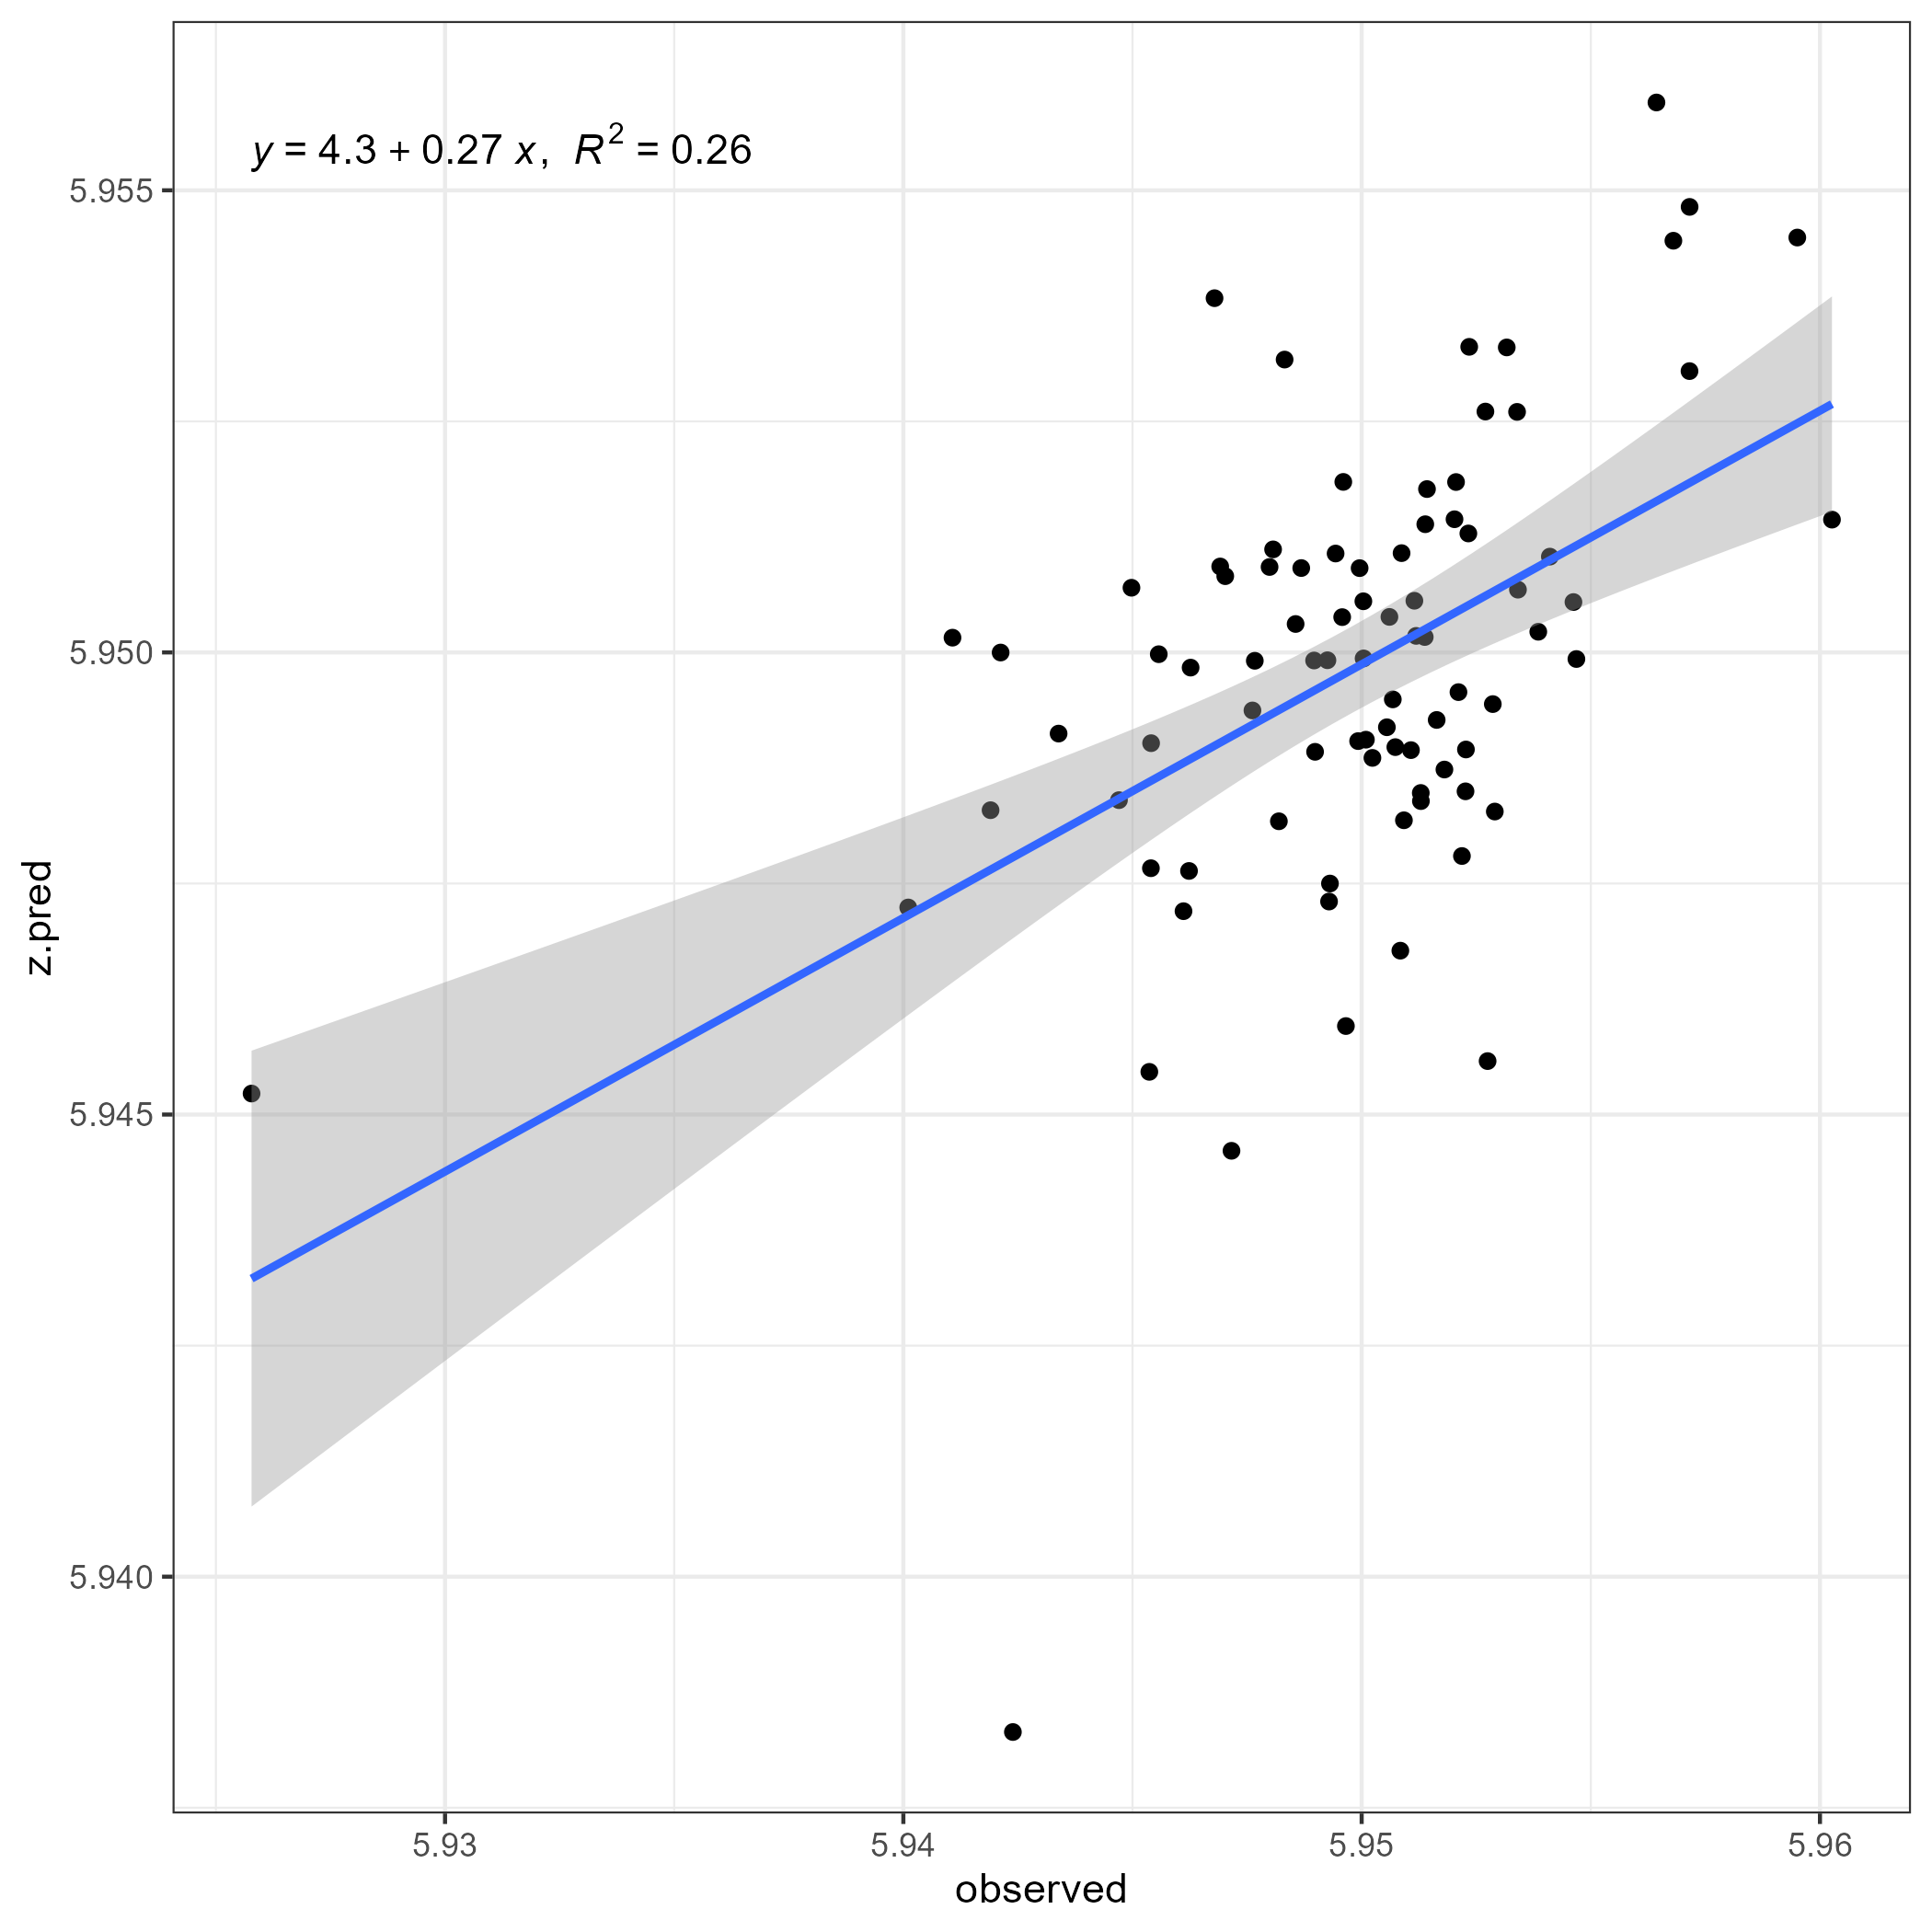 y = 4.3 + 0.27 x, R² = 0.26
5.955
5.950
5.945
5.940
z.pred
5.93 5.94 5.95 5.96
observed